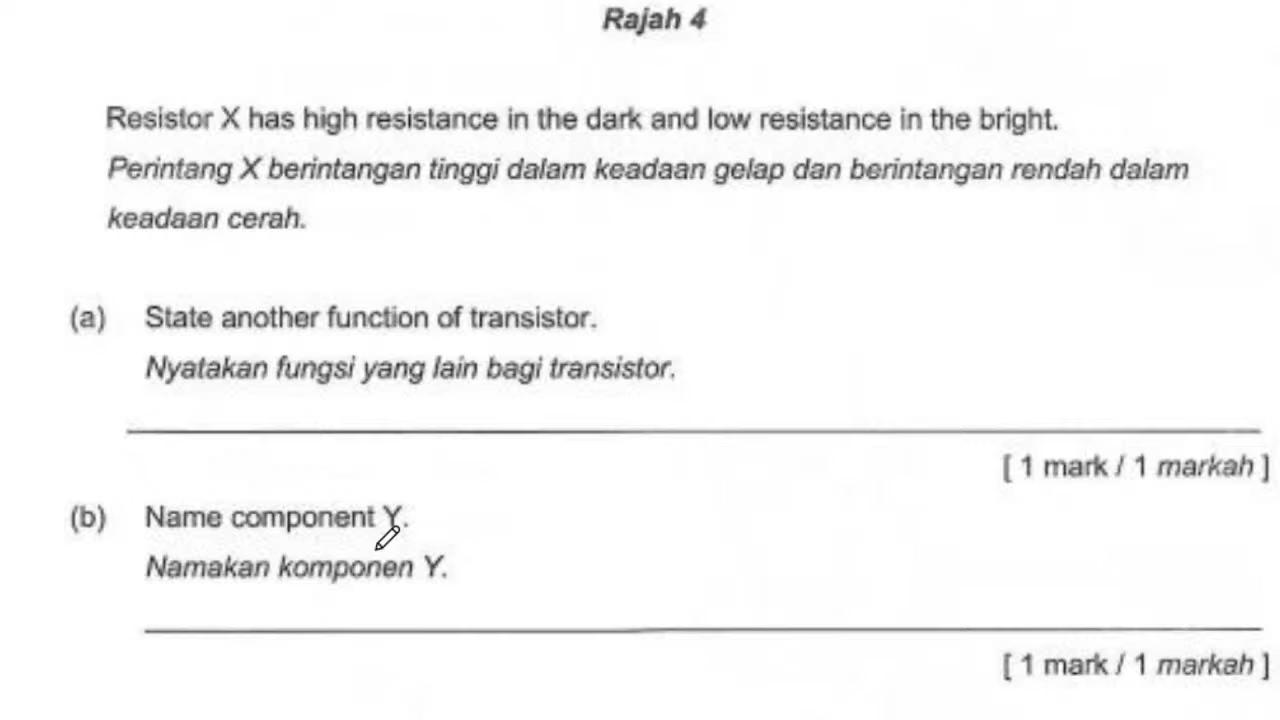 Rajah 4
Resistor X has high resistance in the dark and low resistance in the bright.
Perintang X berintangan tinggi dalam keadaan gelap dan berintangan rendah dalam
keadaan cerah.
(a) State another function of transistor.
Nyatakan fungsi yang lain bagi transistor.
[ 1 mark / 1 markah ]
(b) Name component Y.
Namakan komponen Y.
[ 1 mark / 1 markah ]